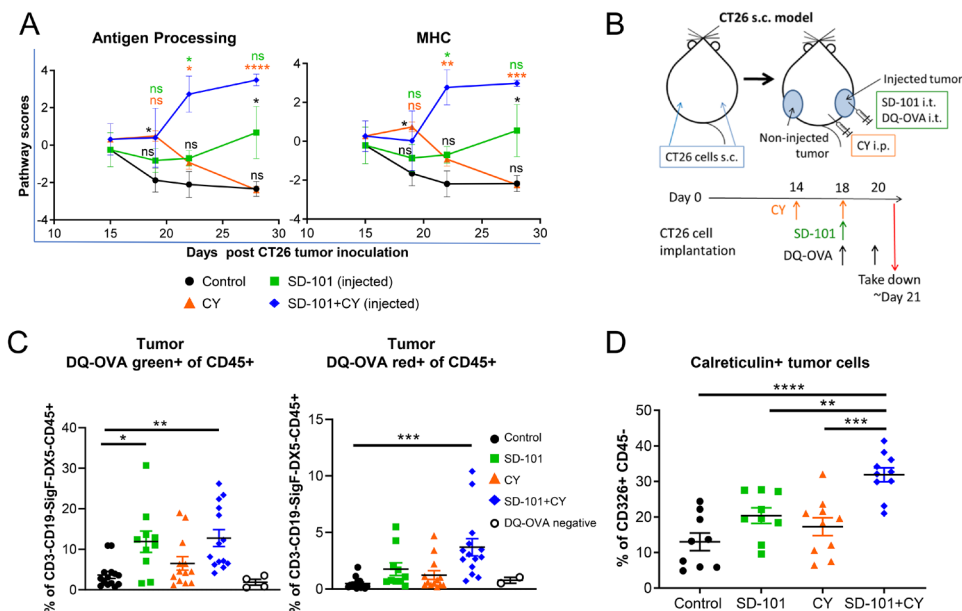 A
Antigen Processing
MHC
Pathway scores
4
2
0
-2
-4
10
15
20
25
30
ns
ns
*
*
ns
****
*
ns
*
ns
ns
4
2
0
-2
-4
10
15
20
25
30
ns
ns
*
**
ns
***
*
ns
*
ns
ns
Days post CT26 tumor inoculation
Control
SD-101 (injected)
CY
SD-101+CY (injected)
B
CT26 s.c. model
Injected tumor
SD-101 i.t.
DQ-OVA i.t.
CY i.p.
Non-injected
tumor
CT26 cells s.c.
14
18
20
Day 0
CY
CT26 cell
implantation
SD-101
DQ-OVA
Take down
~Day 21
C
Tumor
DQ-OVA green+ of CD45+
% of CD3-CD19-SigF-DX5-CD45+
40
30
20
10
0
*
**
Tumor
DQ-OVA red+ of CD45+
% of CD3-CD19-SigF-DX5-CD45+
15
10
5
0
***
Control
SD-101
CY
SD-101+CY
DQ-OVA negative
D
Calreticulin+ tumor cells
% of CD326+ CD45-
50
40
30
20
10
0
****
**
***
Control
SD-101
CY
SD-101+CY